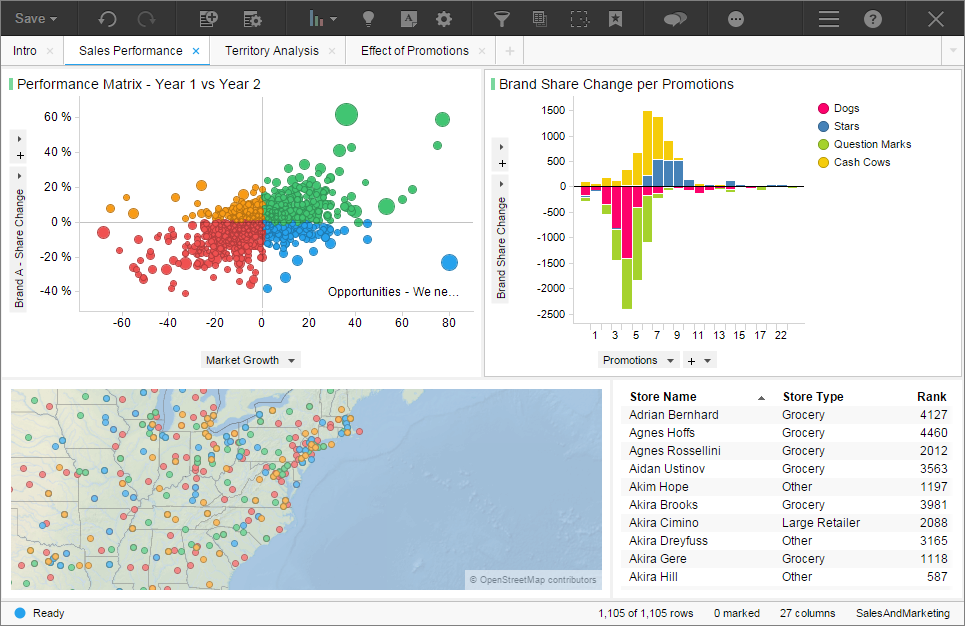 Save
Intro
Sales Performance
Territory Analysis
Effect of Promotions
Performance Matrix - Year 1 vs Year 2
Brand A - Share Change
60 %
40 %
20 %
0 %
-20 %
-40 %
Opportunities - We ne...
-60 -40 -20 0 20 40 60 80
Market Growth
Brand Share Change per Promotions
Brand Share Change
1500
1000
500
0
-500
-1000
-1500
-2000
-2500
1 3 5 7 9 11 13 15 17 22
Promotions
Dogs
Stars
Question Marks
Cash Cows
© OpenStreetMap contributors
Store Name Store Type Rank
Adrian Bernhard Grocery 4127
Agnes Hoffs Grocery 4460
Agnes Rossellini Grocery 2012
Aidan Ustinov Grocery 3563
Akim Hope Other 1197
Akira Brooks Grocery 3981
Akira Cimino Large Retailer 2088
Akira Dreyfuss Other 3165
Akira Gere Grocery 1118
Akira Hill Other 587
Ready
1,105 of 1,105 rows 0 marked 27 columns SalesAndMarketing